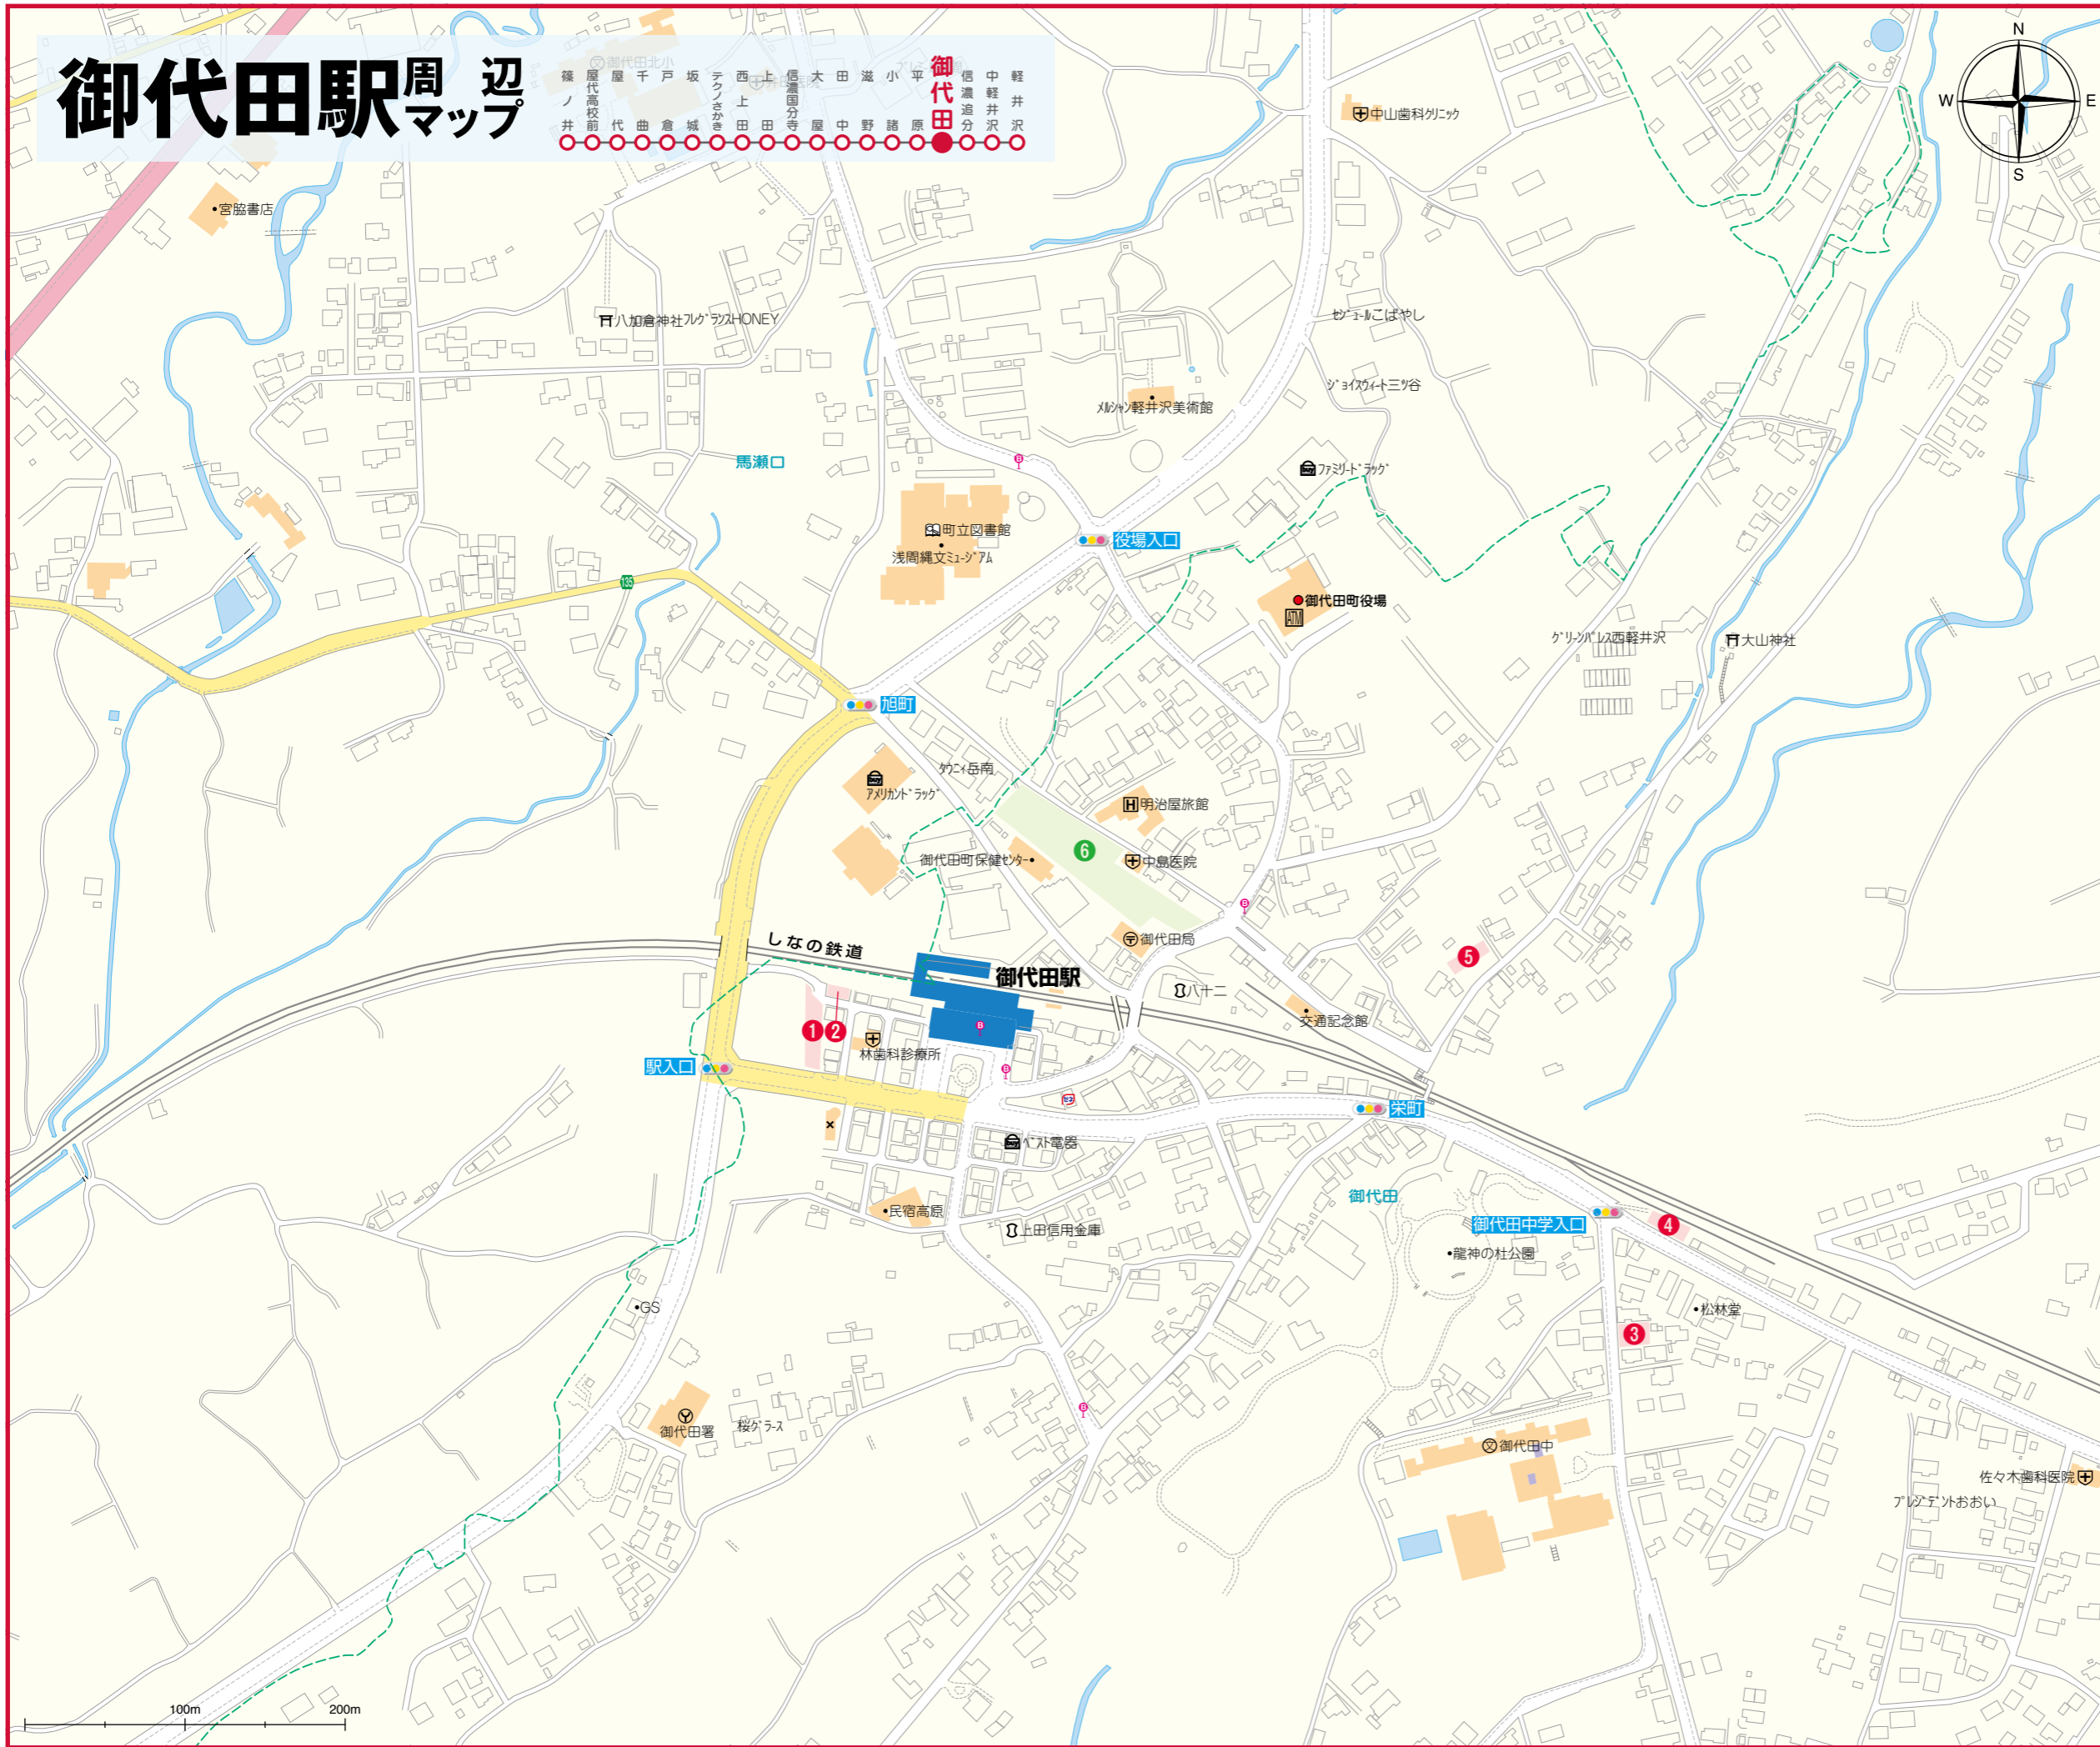 御代田駅周辺マップ
篠ノ井
屋代高校前
屋代
千曲
戸倉
坂城
テクノさかき
西上田
上田
信濃国分寺
大屋
田中
滋野
小諸
平原
御代田
信濃追分
中軽井沢
軽井沢
御代田北小
N
W
E
S
中山歯科クリニック
宮脇書店
八加倉神社
フレグランスHONEY
セジュールこばやし
ジョイスウィート三ツ谷
メルシャン軽井沢美術館
馬瀬口
ファミリードラッグ
町立図書館
浅間縄文ミュージアム
役場入口
135
御代田町役場
ATM
グリーンパレス西軽井沢
大山神社
旭町
タウニィ岳南
アメリカンドラッグ
明治屋旅館
御代田町保健センター
6
中島医院
御代田局
しなの鉄道
御代田駅
八十二
5
交通記念館
1
2
林歯科診療所
駅入口
栄町
ベスト電器
御代田
民宿高原
上田信用金庫
御代田中学入口
4
龍神の杜公園
GS
松林堂
3
御代田署
桜グラース
御代田中
佐々木歯科医院
プレジデントおおい
100m
200m